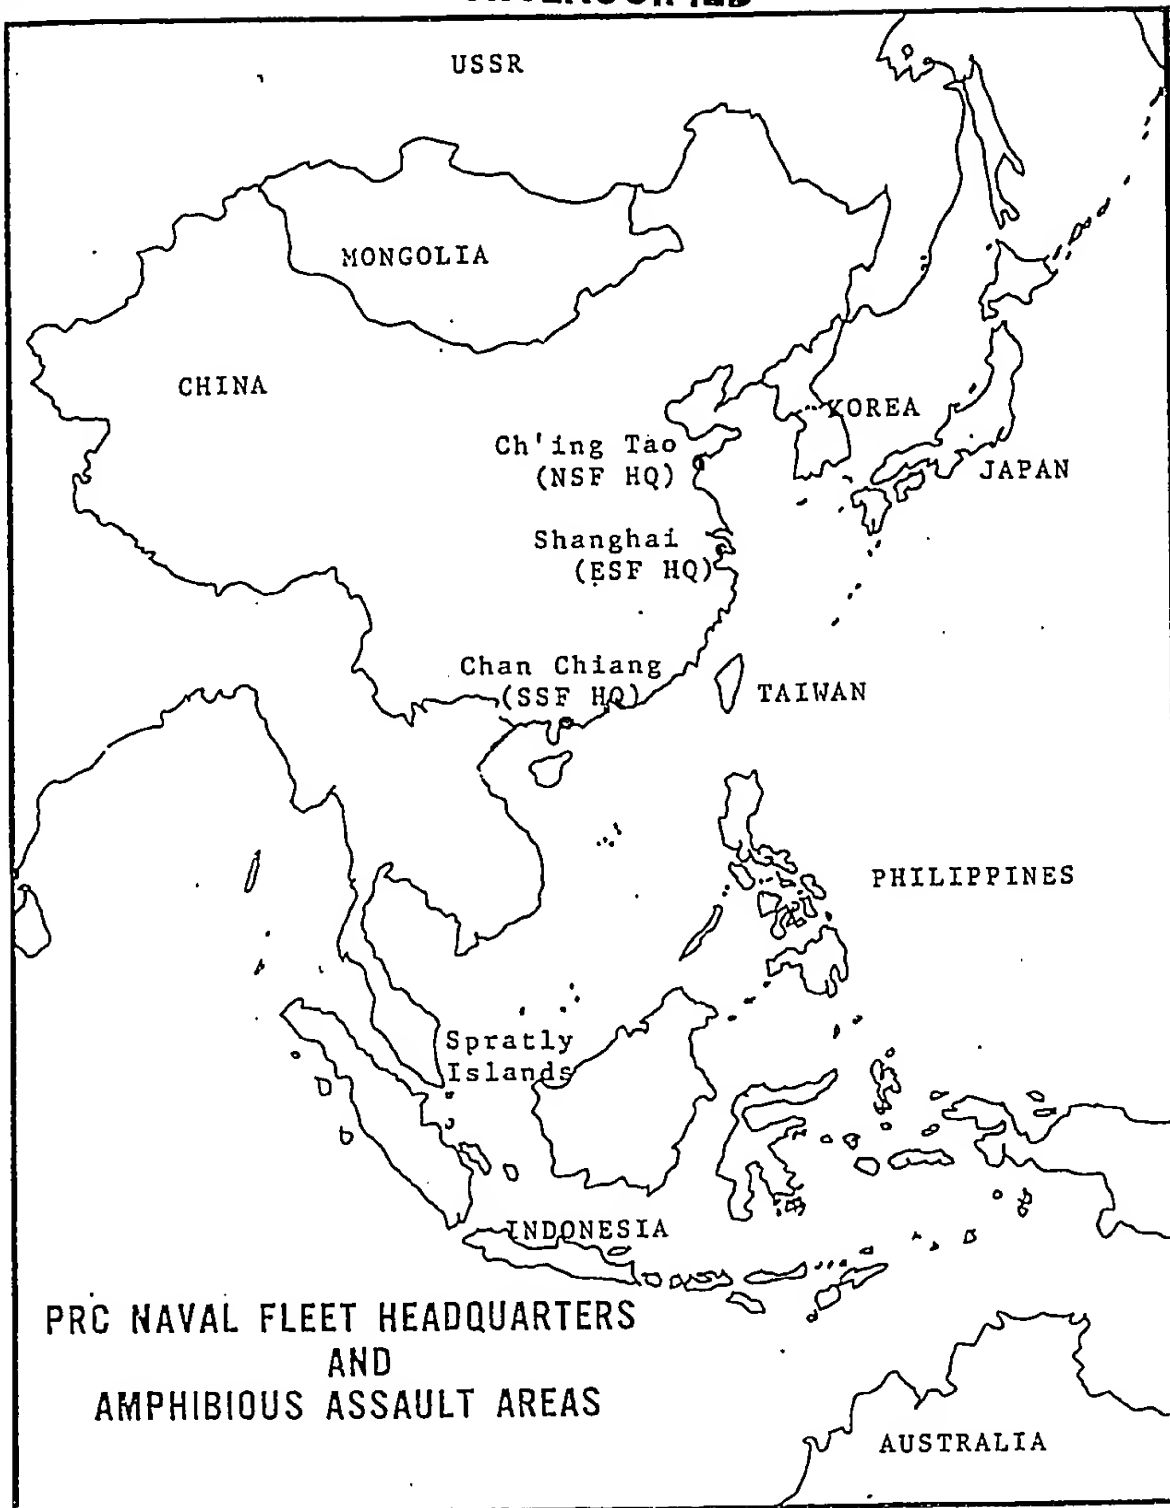 USSR
MONGOLIA
CHINA
KOREA
Ch'ing Tao
(NSF HQ)
JAPAN
Shanghai
(ESF HQ)
Chan Chiang
(SSF HQ)
TAIWAN
PHILIPPINES
Spratly
Islands
INDONESIA
PRC NAVAL FLEET HEADQUARTERS
AND
AMPHIBIOUS ASSAULT AREAS
AUSTRALIA